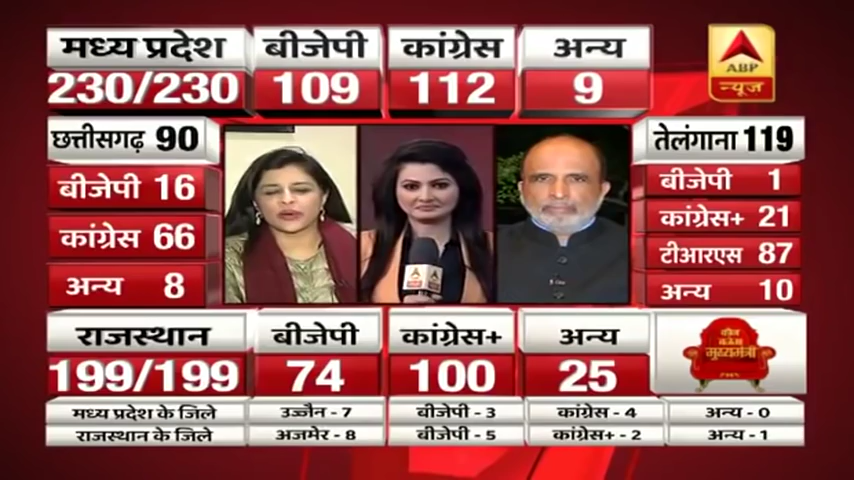 मध्य प्रदेश बीजेपी कांग्रेस अन्य
230/230 109 112 9
ABP
न्यूज़
छत्तीसगढ़ 90
बीजेपी 16
कांग्रेस 66
अन्य 8
तेलंगाना 119
बीजेपी 1
कांग्रेस+ 21
टीआरएस 87
अन्य 10
राजस्थान बीजेपी कांग्रेस+ अन्य
199/199 74 100 25
कौन
बनेगा
मुख्यमंत्री
मध्य प्रदेश के जिले उज्जैन - 7 बीजेपी - 3 कांग्रेस - 4 अन्य - 0
राजस्थान के जिले अजमेर - 8 बीजेपी - 5 कांग्रेस+ - 2 अन्य - 1